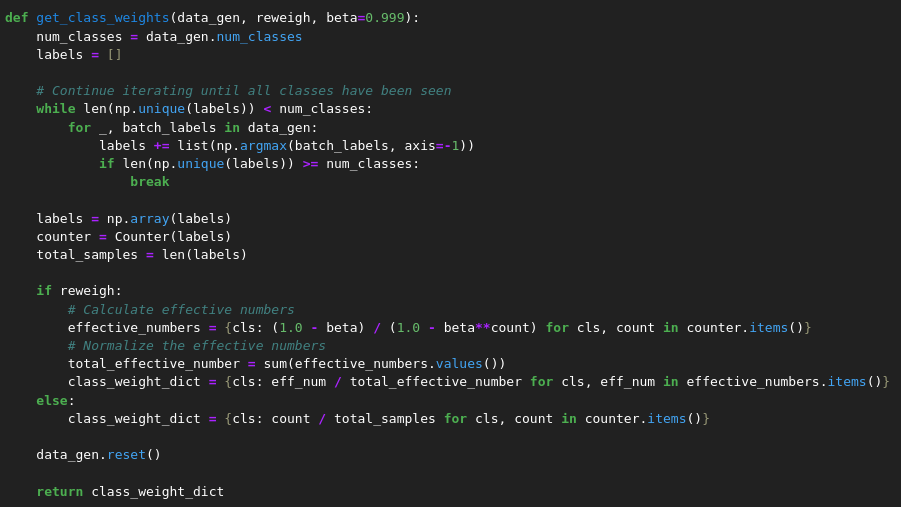 def get_class_weights(data_gen, reweigh, beta=0.999):
    num_classes = data_gen.num_classes
    labels = []

    # Continue iterating until all classes have been seen
    while len(np.unique(labels)) < num_classes:
        for _, batch_labels in data_gen:
            labels += list(np.argmax(batch_labels, axis=-1))
            if len(np.unique(labels)) >= num_classes:
                break

    labels = np.array(labels)
    counter = Counter(labels)
    total_samples = len(labels)

    if reweigh:
        # Calculate effective numbers
        effective_numbers = {cls: (1.0 - beta) / (1.0 - beta**count) for cls, count in counter.items()}
        # Normalize the effective numbers
        total_effective_number = sum(effective_numbers.values())
        class_weight_dict = {cls: eff_num / total_effective_number for cls, eff_num in effective_numbers.items()}
    else:
        class_weight_dict = {cls: count / total_samples for cls, count in counter.items()}

    data_gen.reset()

    return class_weight_dict